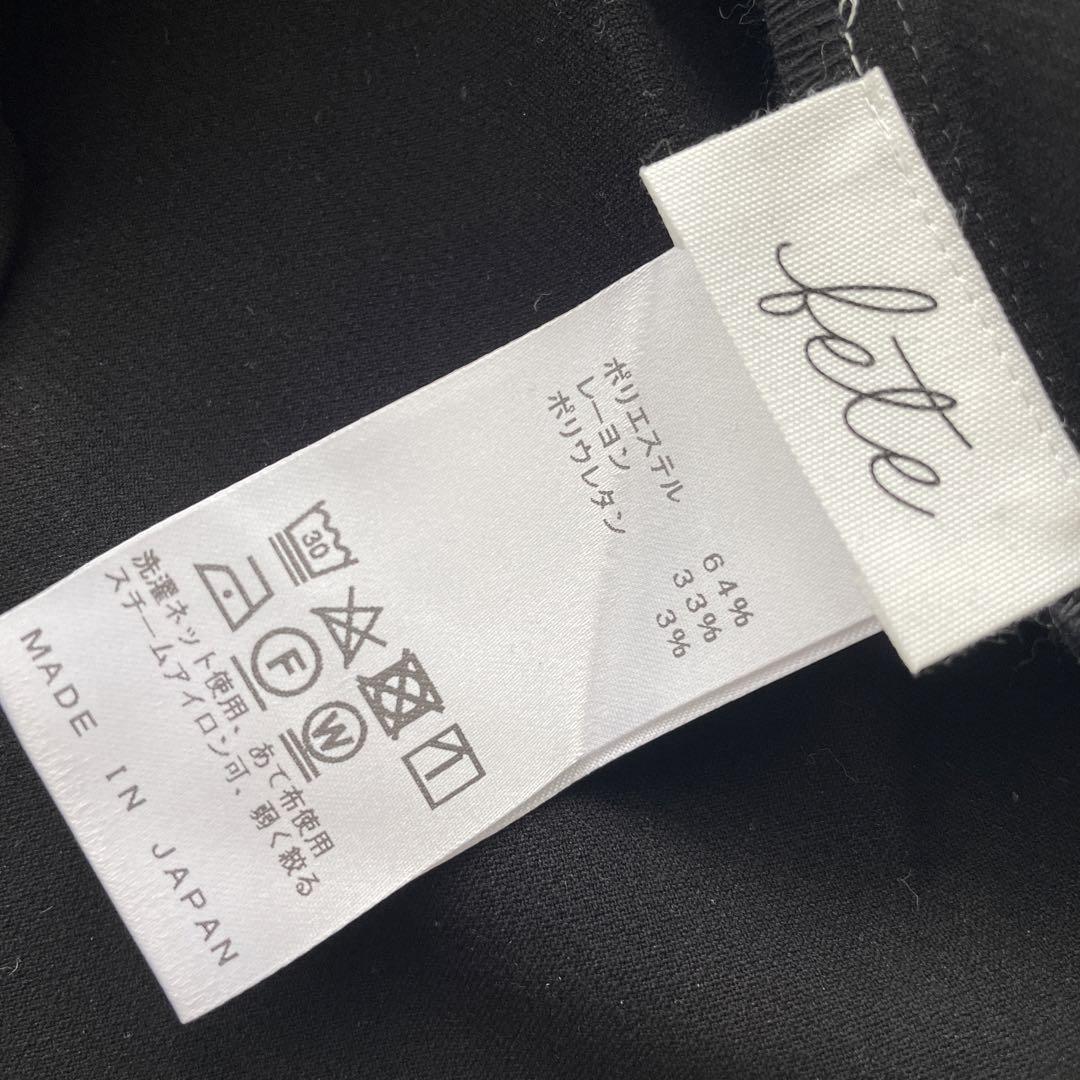 fete
ポリエステル 64%
レーヨン 33%
ポリウレタン 3%
30
F
W
洗濯ネット使用、あて布使用
スチームアイロン可、弱く絞る
MADE IN JAPAN